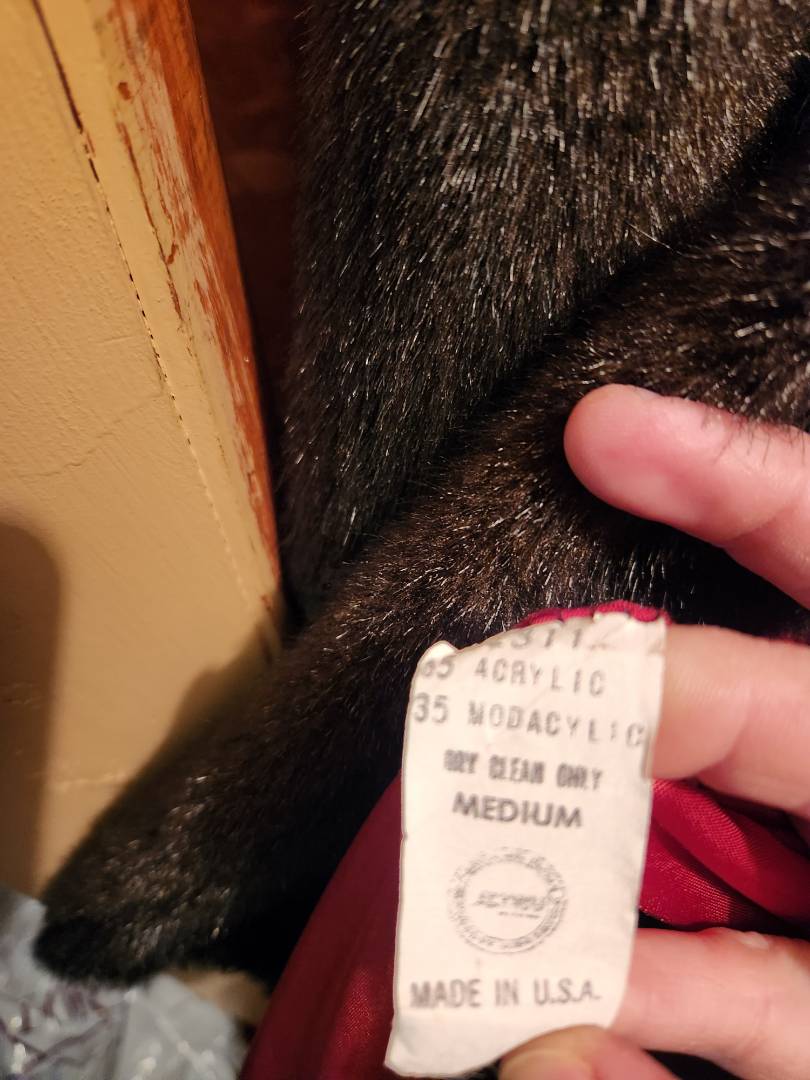 65 ACRYLIC
35 MODACYLIC
DRY CLEAN ONLY
MEDIUM
MADE IN U.S.A.